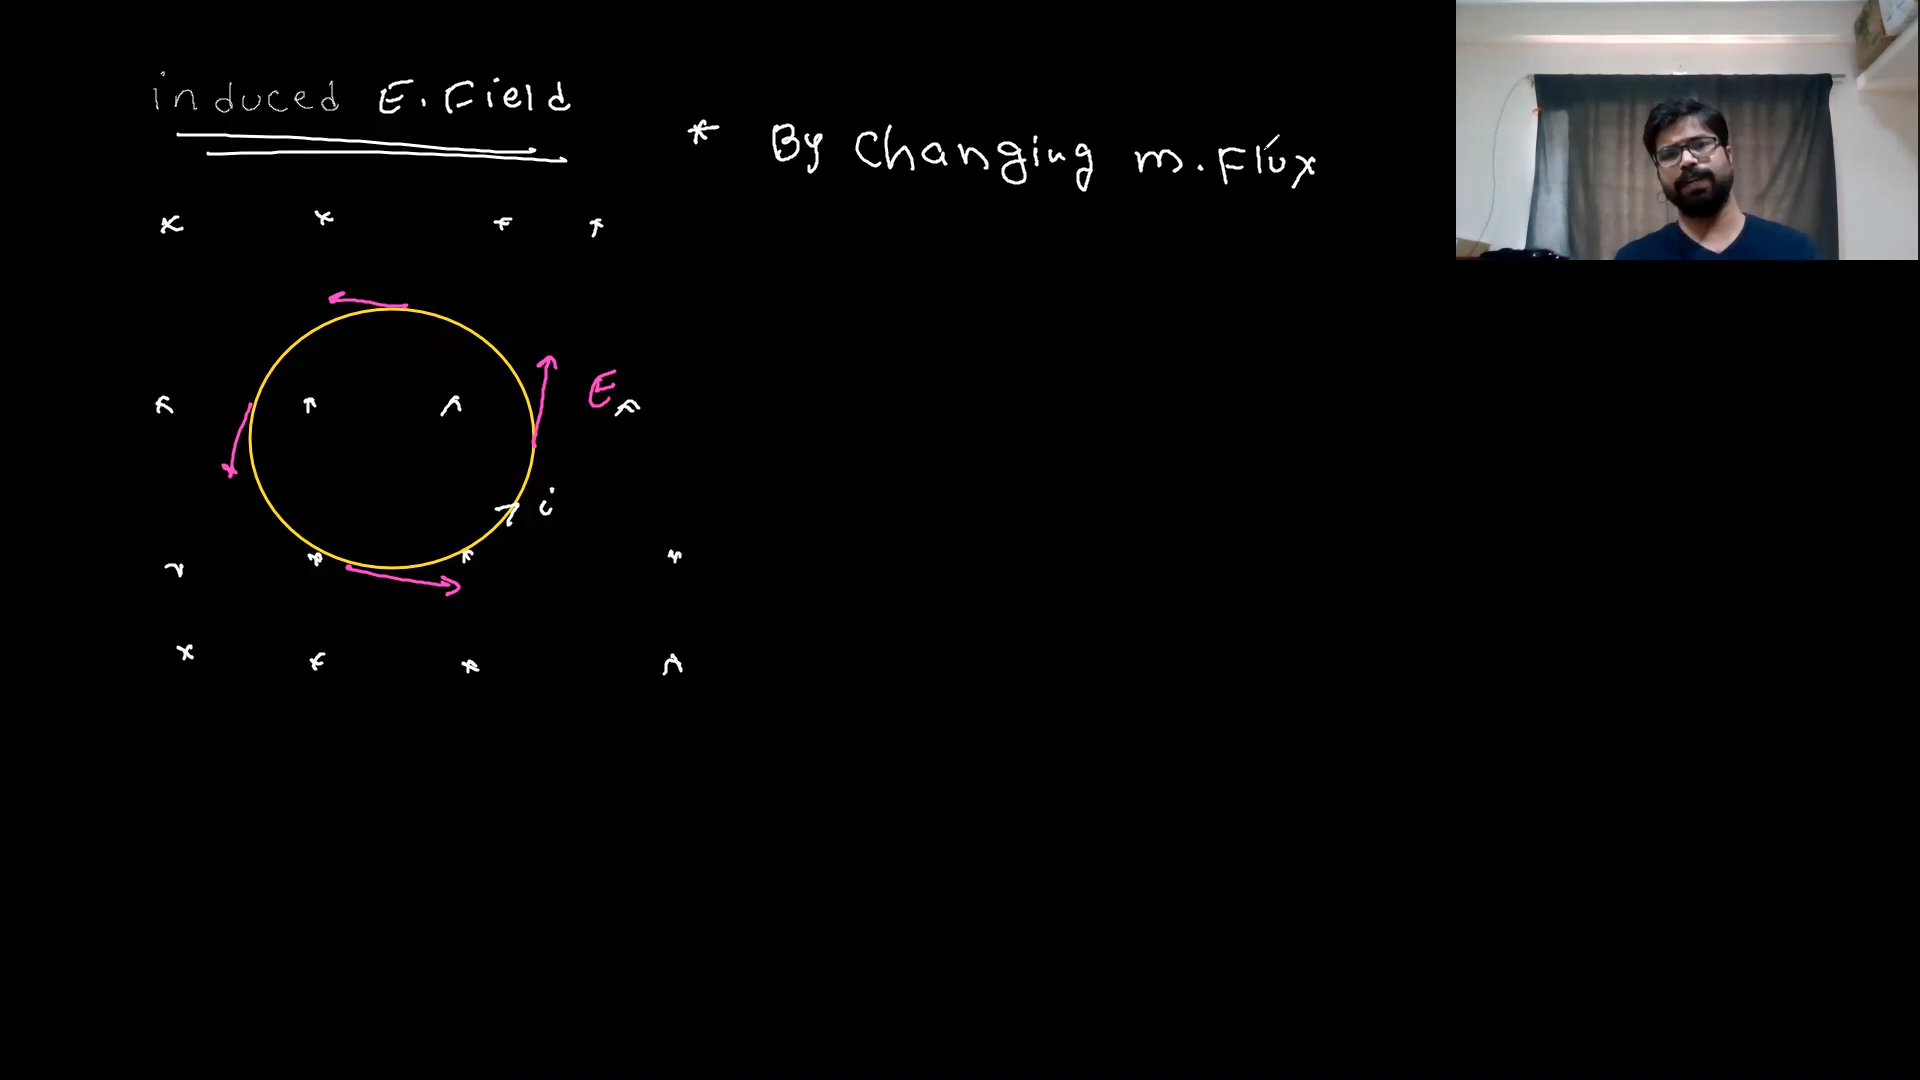 induced E. Field
* By Changing m. Flux
E
i